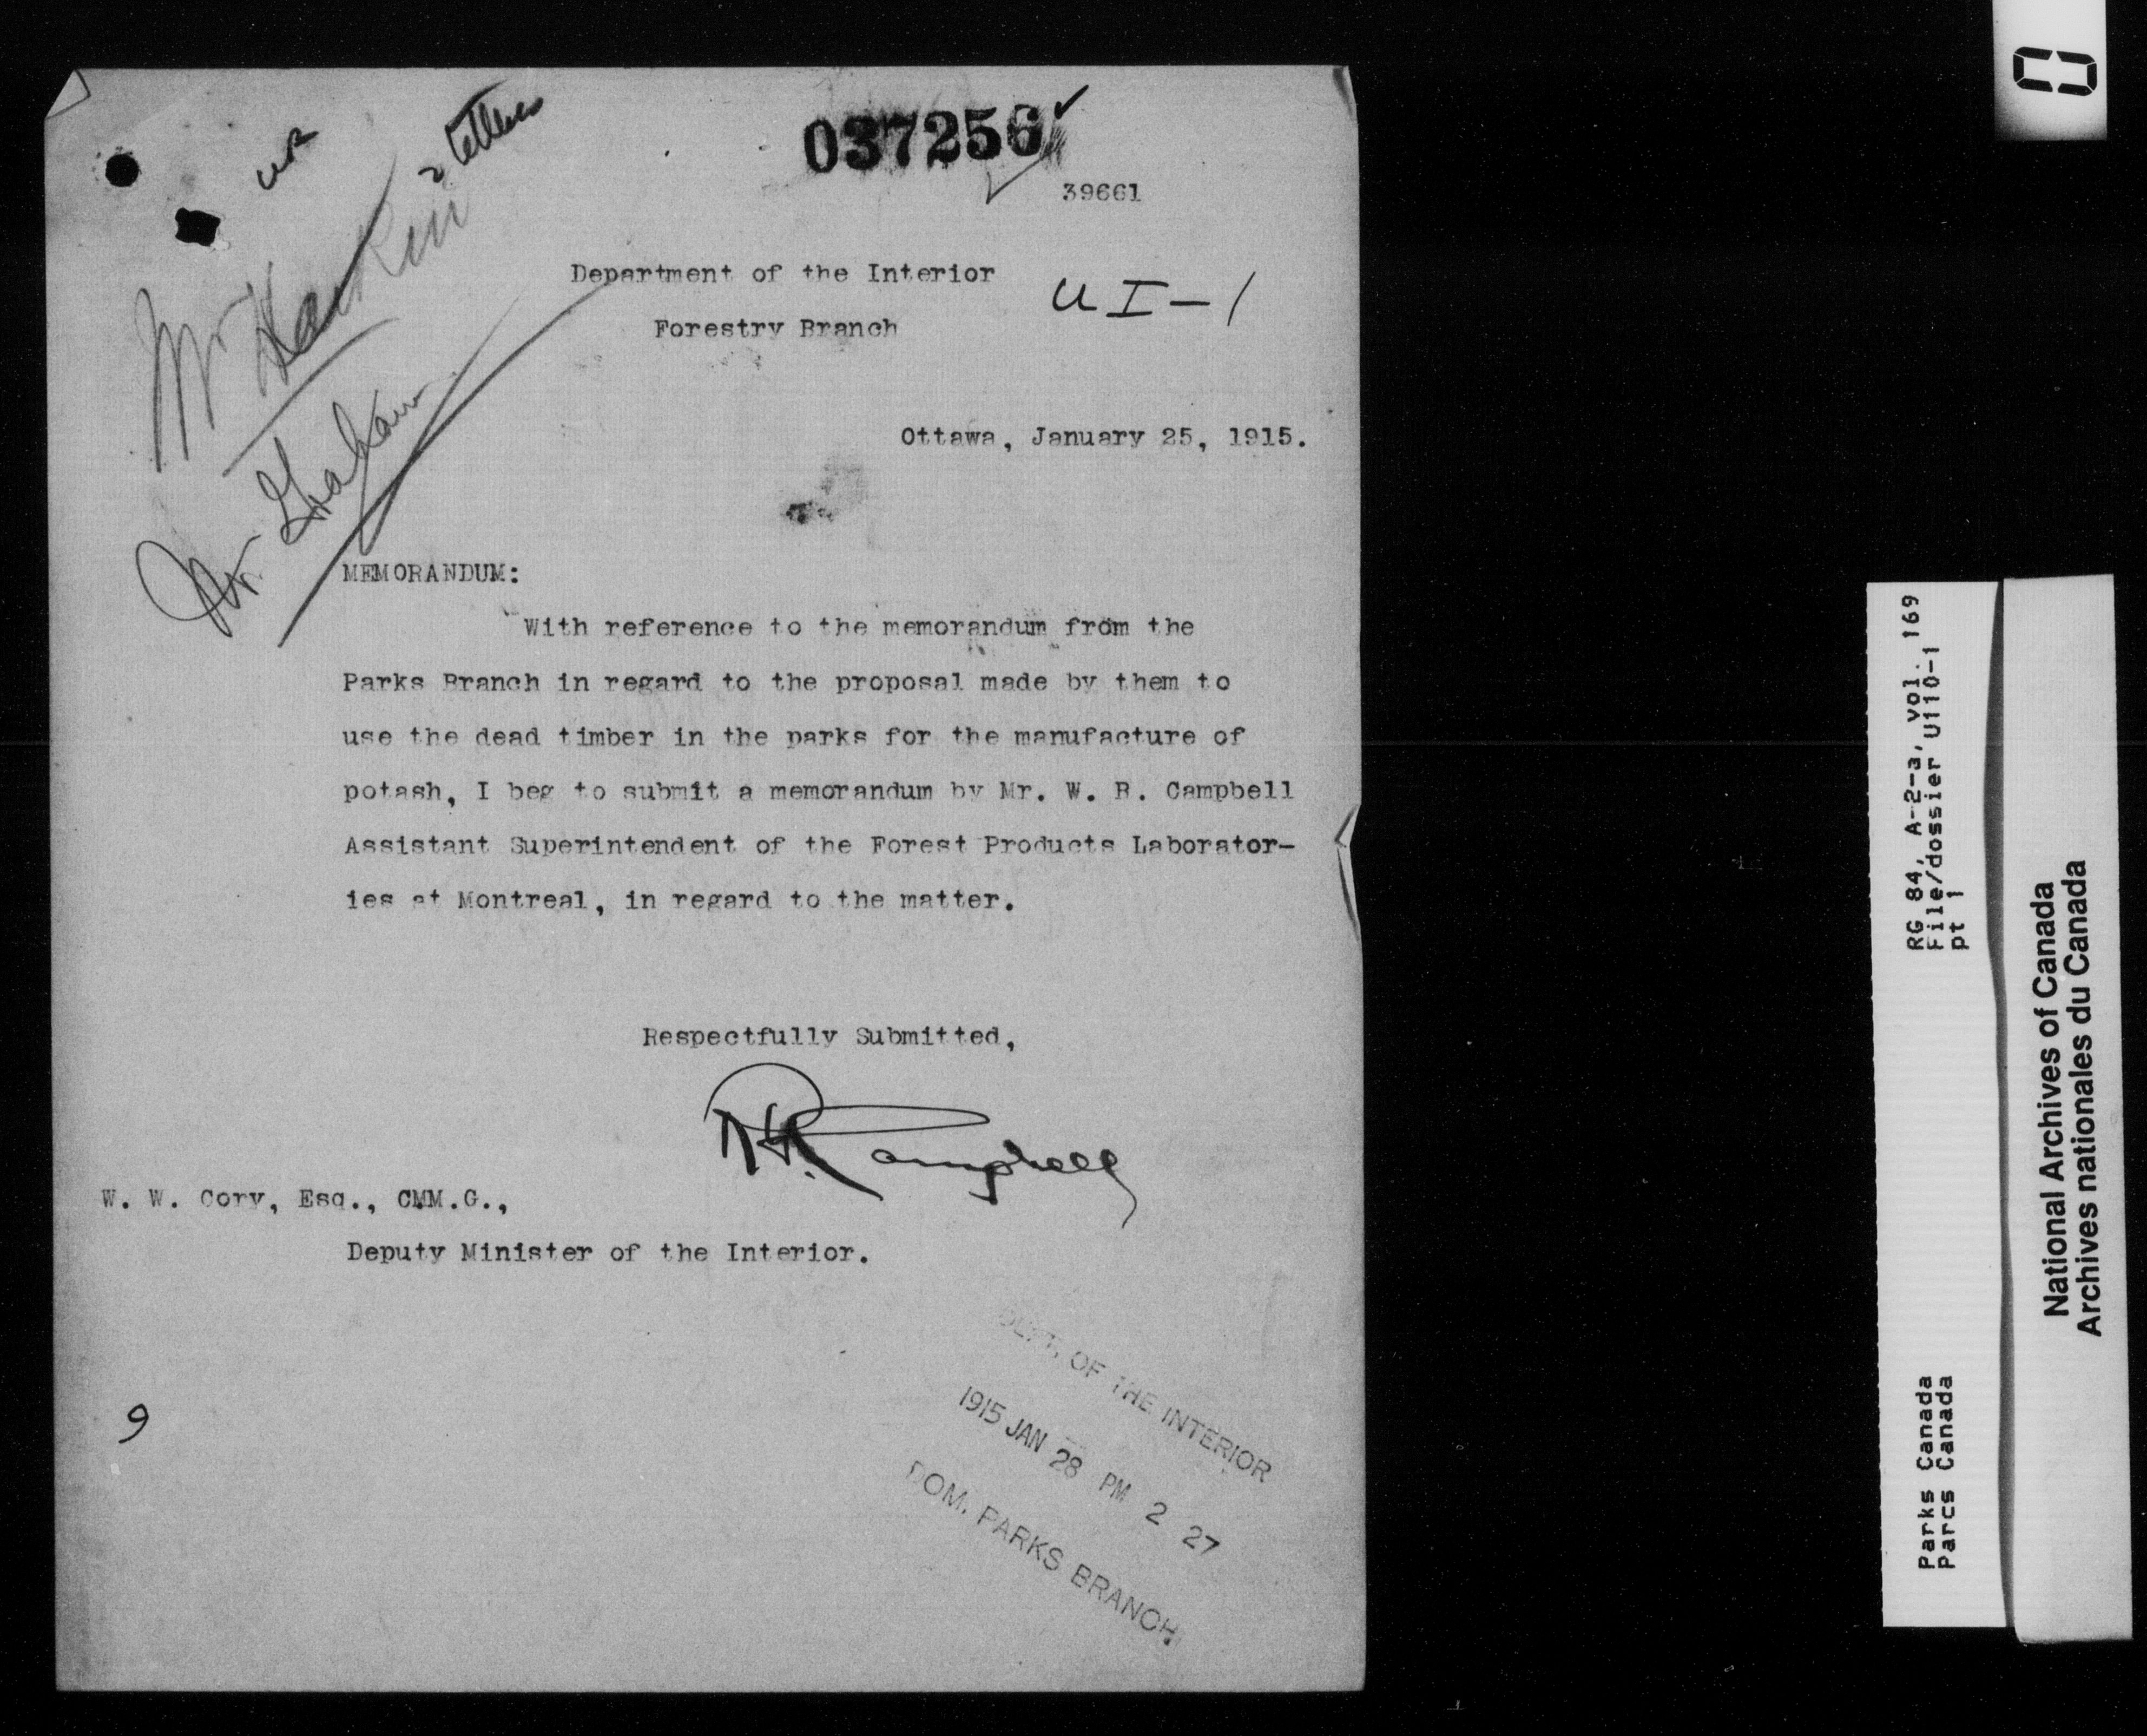 037256
39661
UR
2 letters
Mr Harkin
Mr. Graham
Department of the Interior
U I - 1
Forestry Branch
Ottawa, January 25, 1915.
MEMORANDUM:
With reference to the memorandum from the
Parks Branch in regard to the proposal made by them to
use the dead timber in the parks for the manufacture of
potash, I beg to submit a memorandum by Mr. W. B. Campbell
Assistant Superintendent of the Forest Products Laborator-
ies at Montreal, in regard to the matter.
Respectfully Submitted,
R H Campbell
W. W. Cory, Esq., CMM.G.,
Deputy Minister of the Interior.
DEPT. OF THE INTERIOR
1915 JAN 28 PM 2 27
DOM. PARKS BRANCH
9
RG 84, A-2-3, vol. 169
File/dossier U110-1
pt 1
Parks Canada
Parcs Canada
National Archives of Canada
Archives nationales du Canada